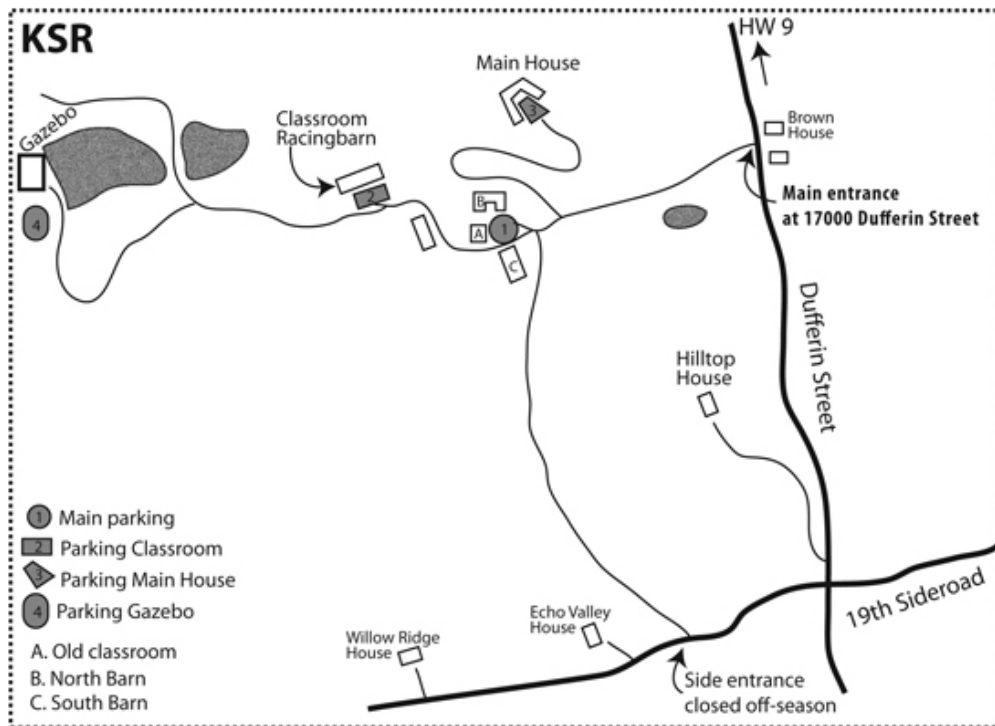 KSR
HW 9
Main House
Brown
House
Gazebo
Classroom
Racingbarn
3
B
2
A
1
C
4
Main entrance
at 17000 Dufferin Street
Dufferin Street
Hilltop
House
1 Main parking
2 Parking Classroom
3 Parking Main House
4 Parking Gazebo
A. Old classroom
B. North Barn
C. South Barn
Willow Ridge
House
Echo Valley
House
19th Sideroad
Side entrance
closed off-season